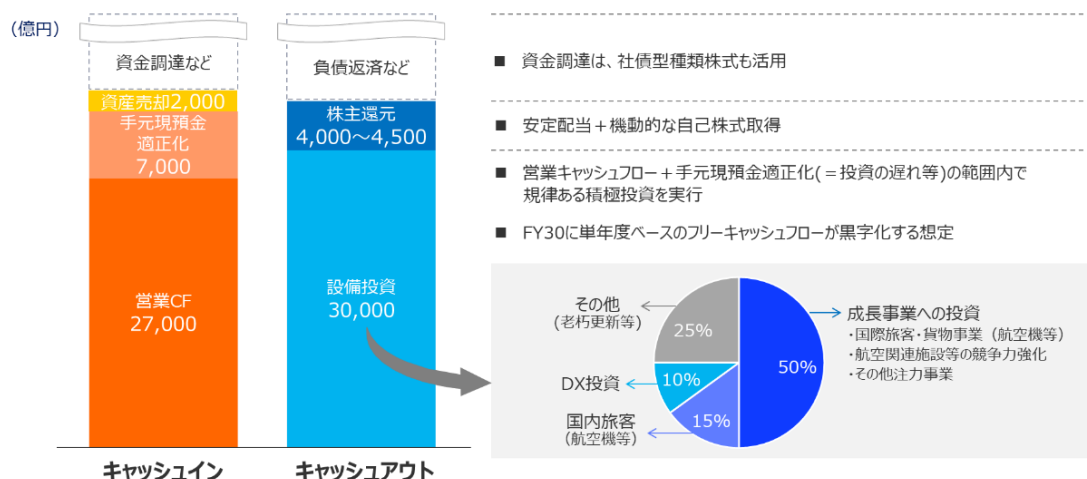 (億円)
資金調達など
資産売却2,000
手元現預金
適正化
7,000
営業CF
27,000
キャッシュイン
負債返済など
株主還元
4,000～4,500
設備投資
30,000
キャッシュアウト
■ 資金調達は、社債型種類株式も活用
■ 安定配当＋機動的な自己株式取得
■ 営業キャッシュフロー＋手元現預金適正化(＝投資の遅れ等)の範囲内で
規律ある積極投資を実行
■ FY30に単年度ベースのフリーキャッシュフローが黒字化する想定
その他
(老朽更新等)
25%
DX投資
10%
国内旅客
(航空機等)
15%
50%
成長事業への投資
・国際旅客・貨物事業（航空機等）
・航空関連施設等の競争力強化
・その他注力事業